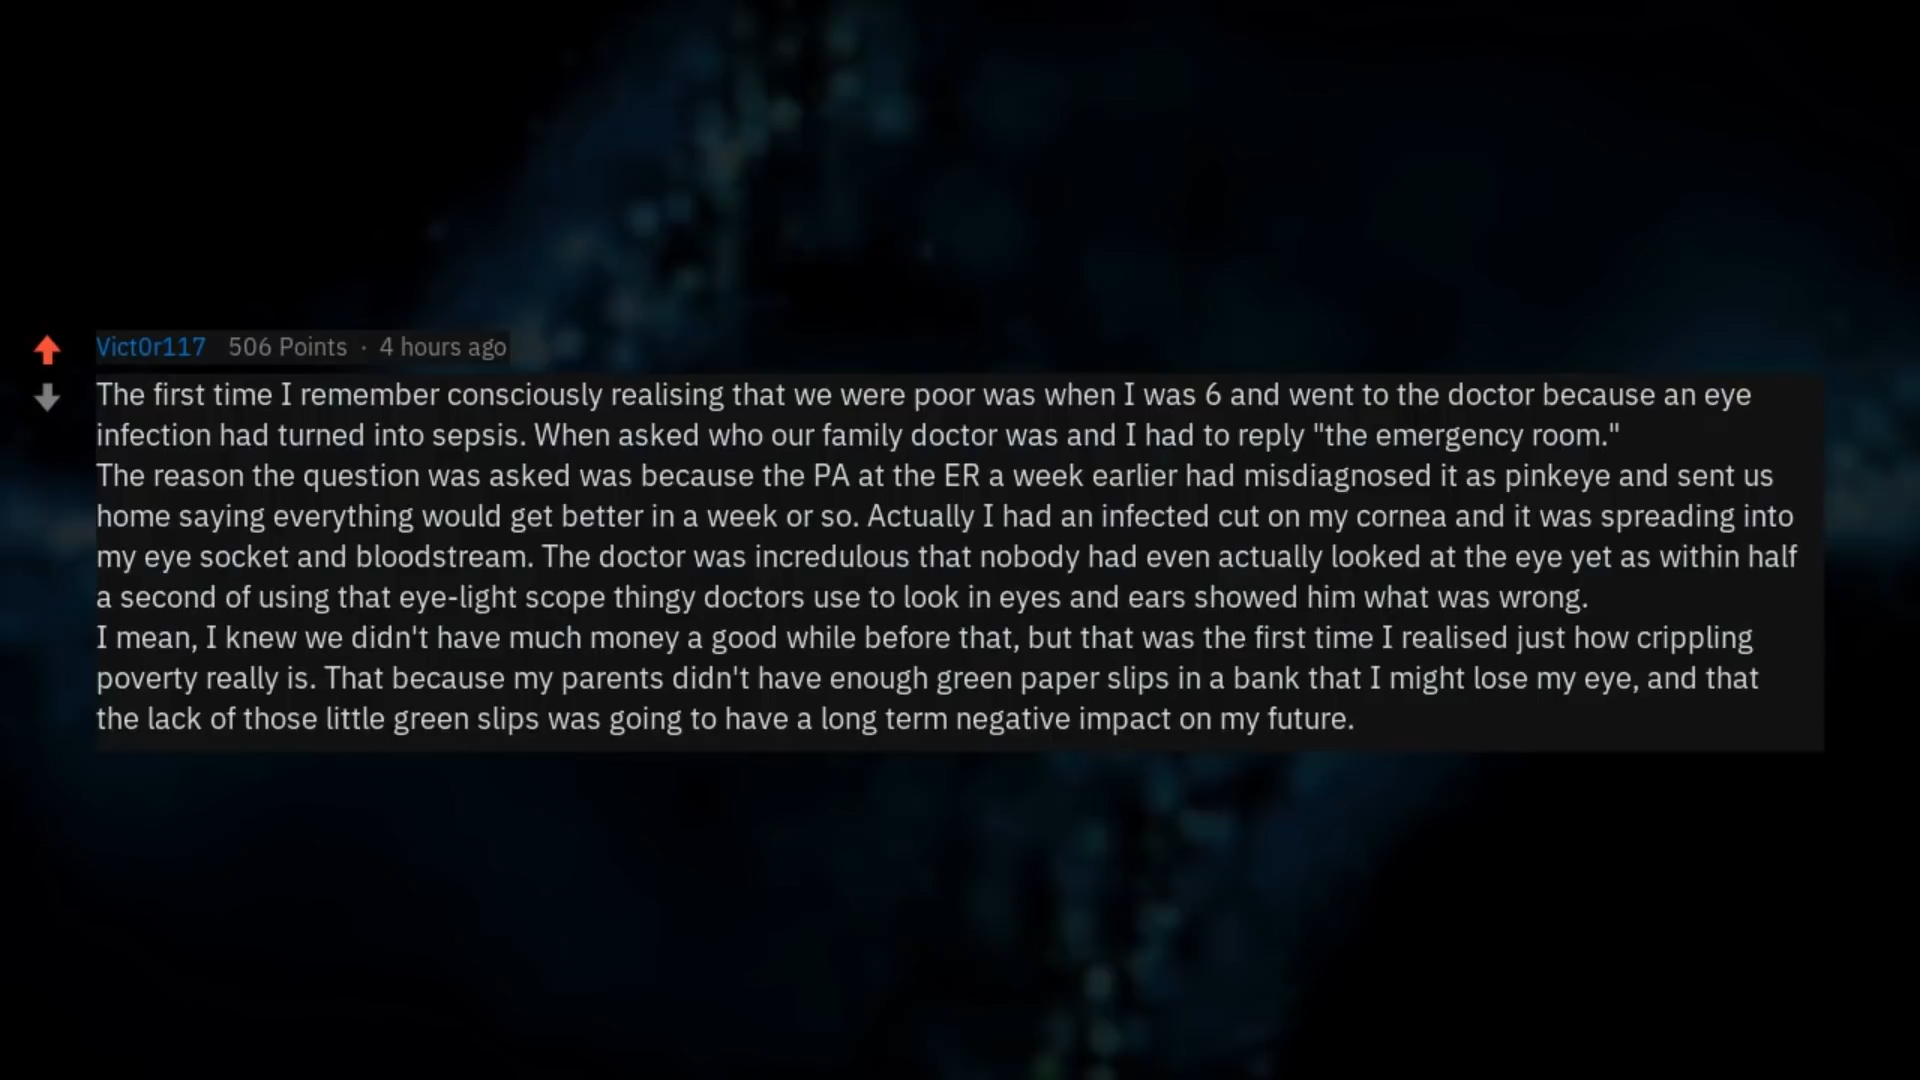 Vict0r117 506 Points · 4 hours ago
The first time I remember consciously realising that we were poor was when I was 6 and went to the doctor because an eye
infection had turned into sepsis. When asked who our family doctor was and I had to reply "the emergency room."
The reason the question was asked was because the PA at the ER a week earlier had misdiagnosed it as pinkeye and sent us
home saying everything would get better in a week or so. Actually I had an infected cut on my cornea and it was spreading into
my eye socket and bloodstream. The doctor was incredulous that nobody had even actually looked at the eye yet as within half
a second of using that eye-light scope thingy doctors use to look in eyes and ears showed him what was wrong.
I mean, I knew we didn't have much money a good while before that, but that was the first time I realised just how crippling
poverty really is. That because my parents didn't have enough green paper slips in a bank that I might lose my eye, and that
the lack of those little green slips was going to have a long term negative impact on my future.